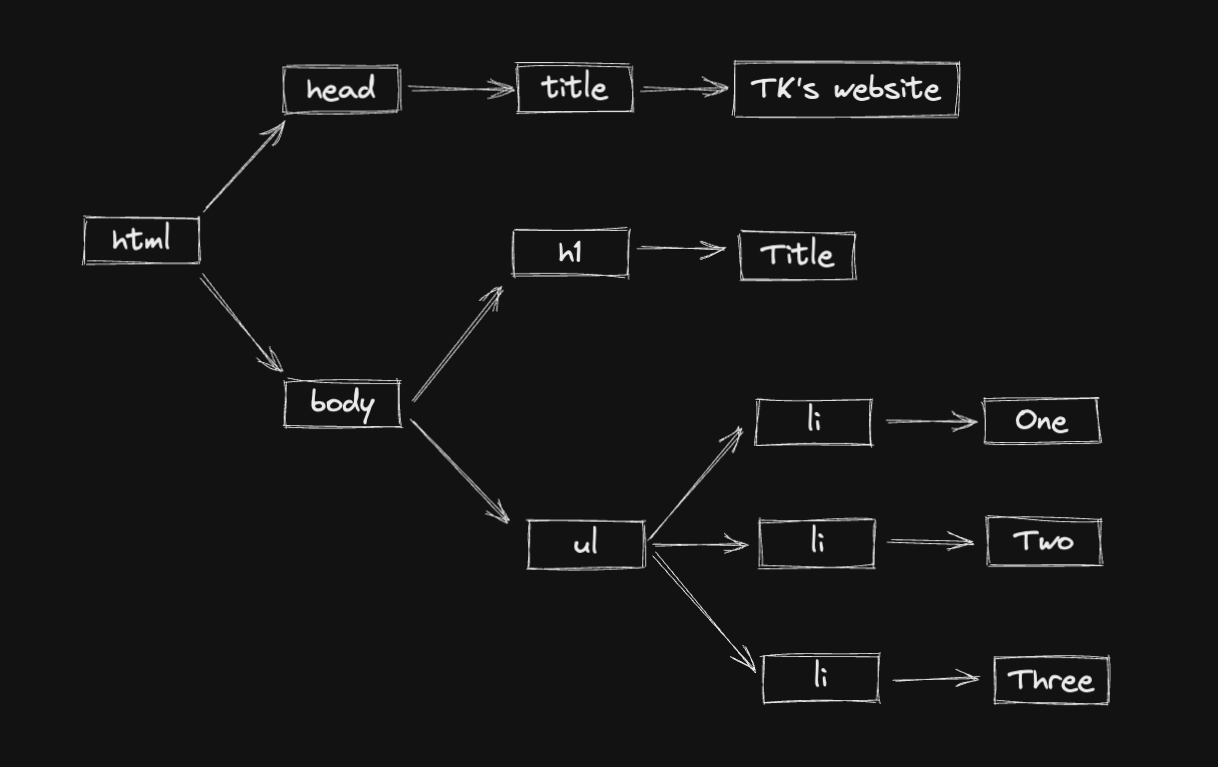 head
title
TK's website
html
h1
Title
body
li
One
ul
li
Two
li
Three